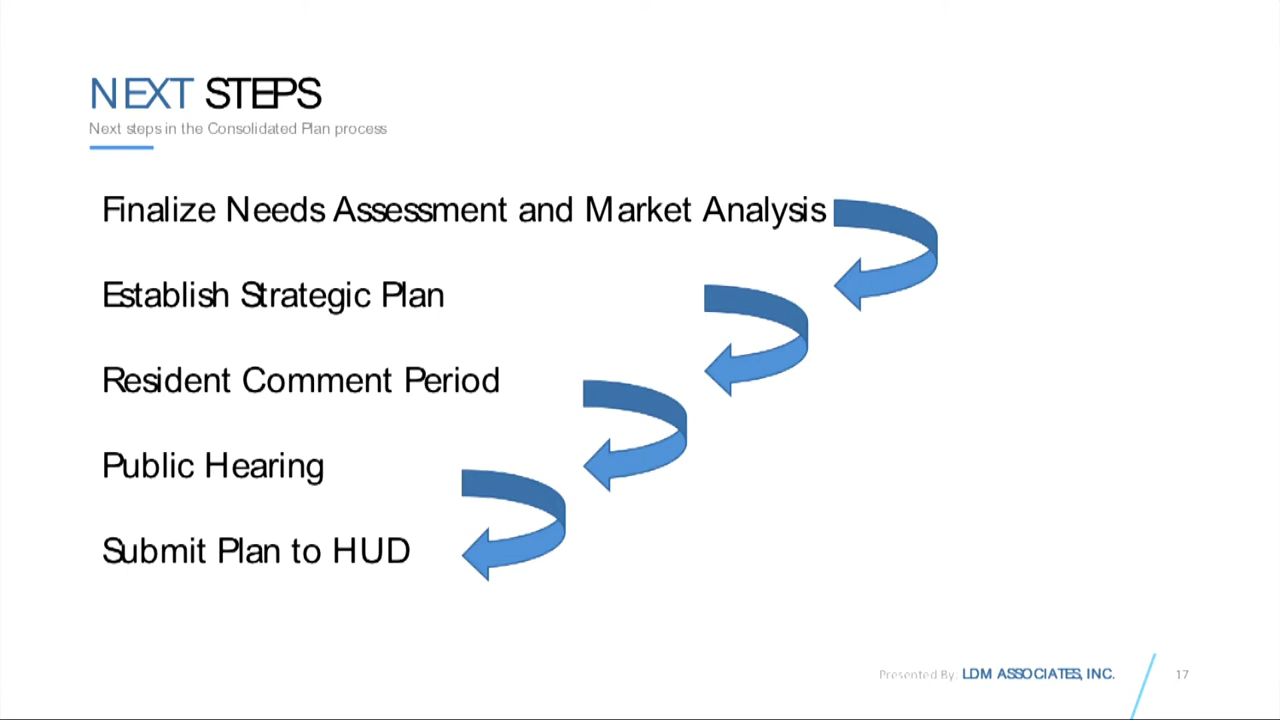 NEXT STEPS
Next steps in the Consolidated Plan process
Finalize Needs Assessment and Market Analysis
Establish Strategic Plan
Resident Comment Period
Public Hearing
Submit Plan to HUD
Presented By. LDM ASSOCIATES, INC. 17